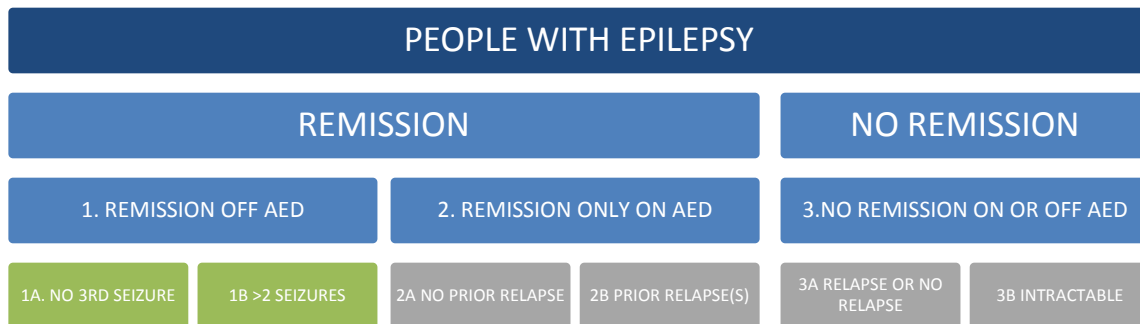 PEOPLE WITH EPILEPSY
REMISSION
NO REMISSION
1. REMISSION OFF AED
2. REMISSION ONLY ON AED
3.NO REMISSION ON OR OFF AED
1A. NO 3RD SEIZURE
1B >2 SEIZURES
2A NO PRIOR RELAPSE
2B PRIOR RELAPSE(S)
3A RELAPSE OR NO
RELAPSE
3B INTRACTABLE